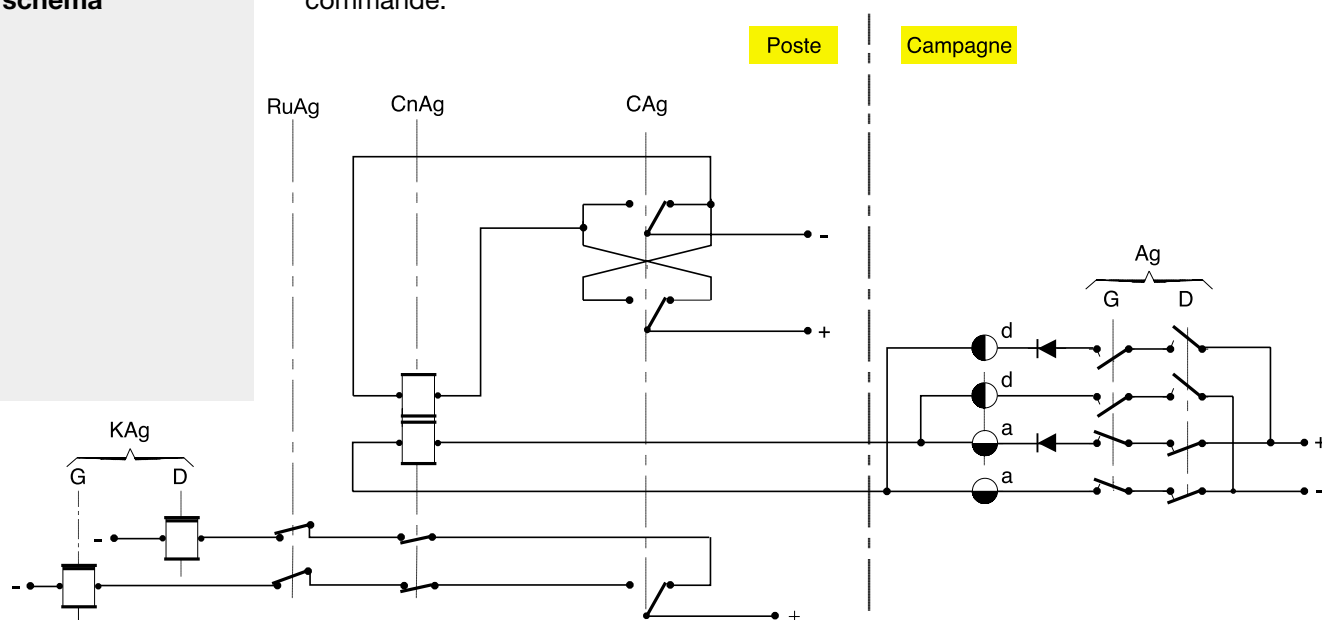 schéma commande.
Poste Campagne
RuAg CnAg CAg
-
Ag
G D
+
d
d
KAg
a
+
G D
a
-
-
-
+